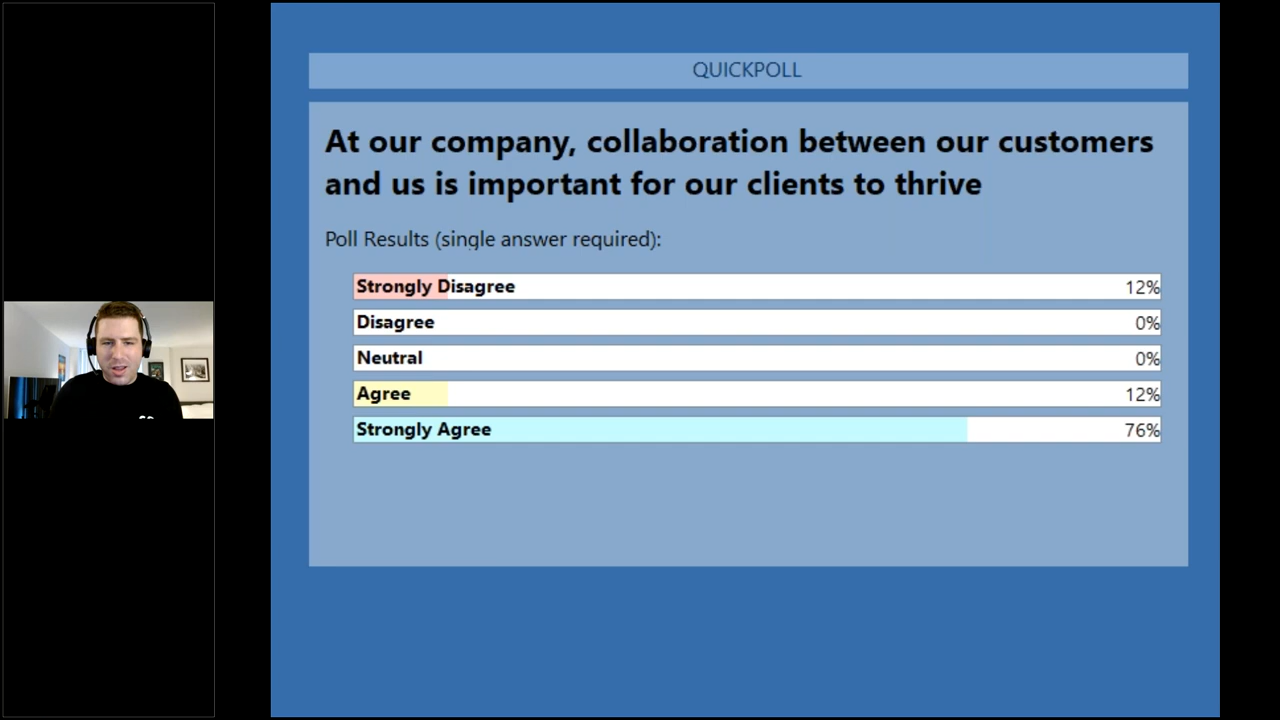 QUICKPOLL
At our company, collaboration between our customers
and us is important for our clients to thrive
Poll Results (single answer required):
Strongly Disagree 12%
Disagree 0%
Neutral 0%
Agree 12%
Strongly Agree 76%